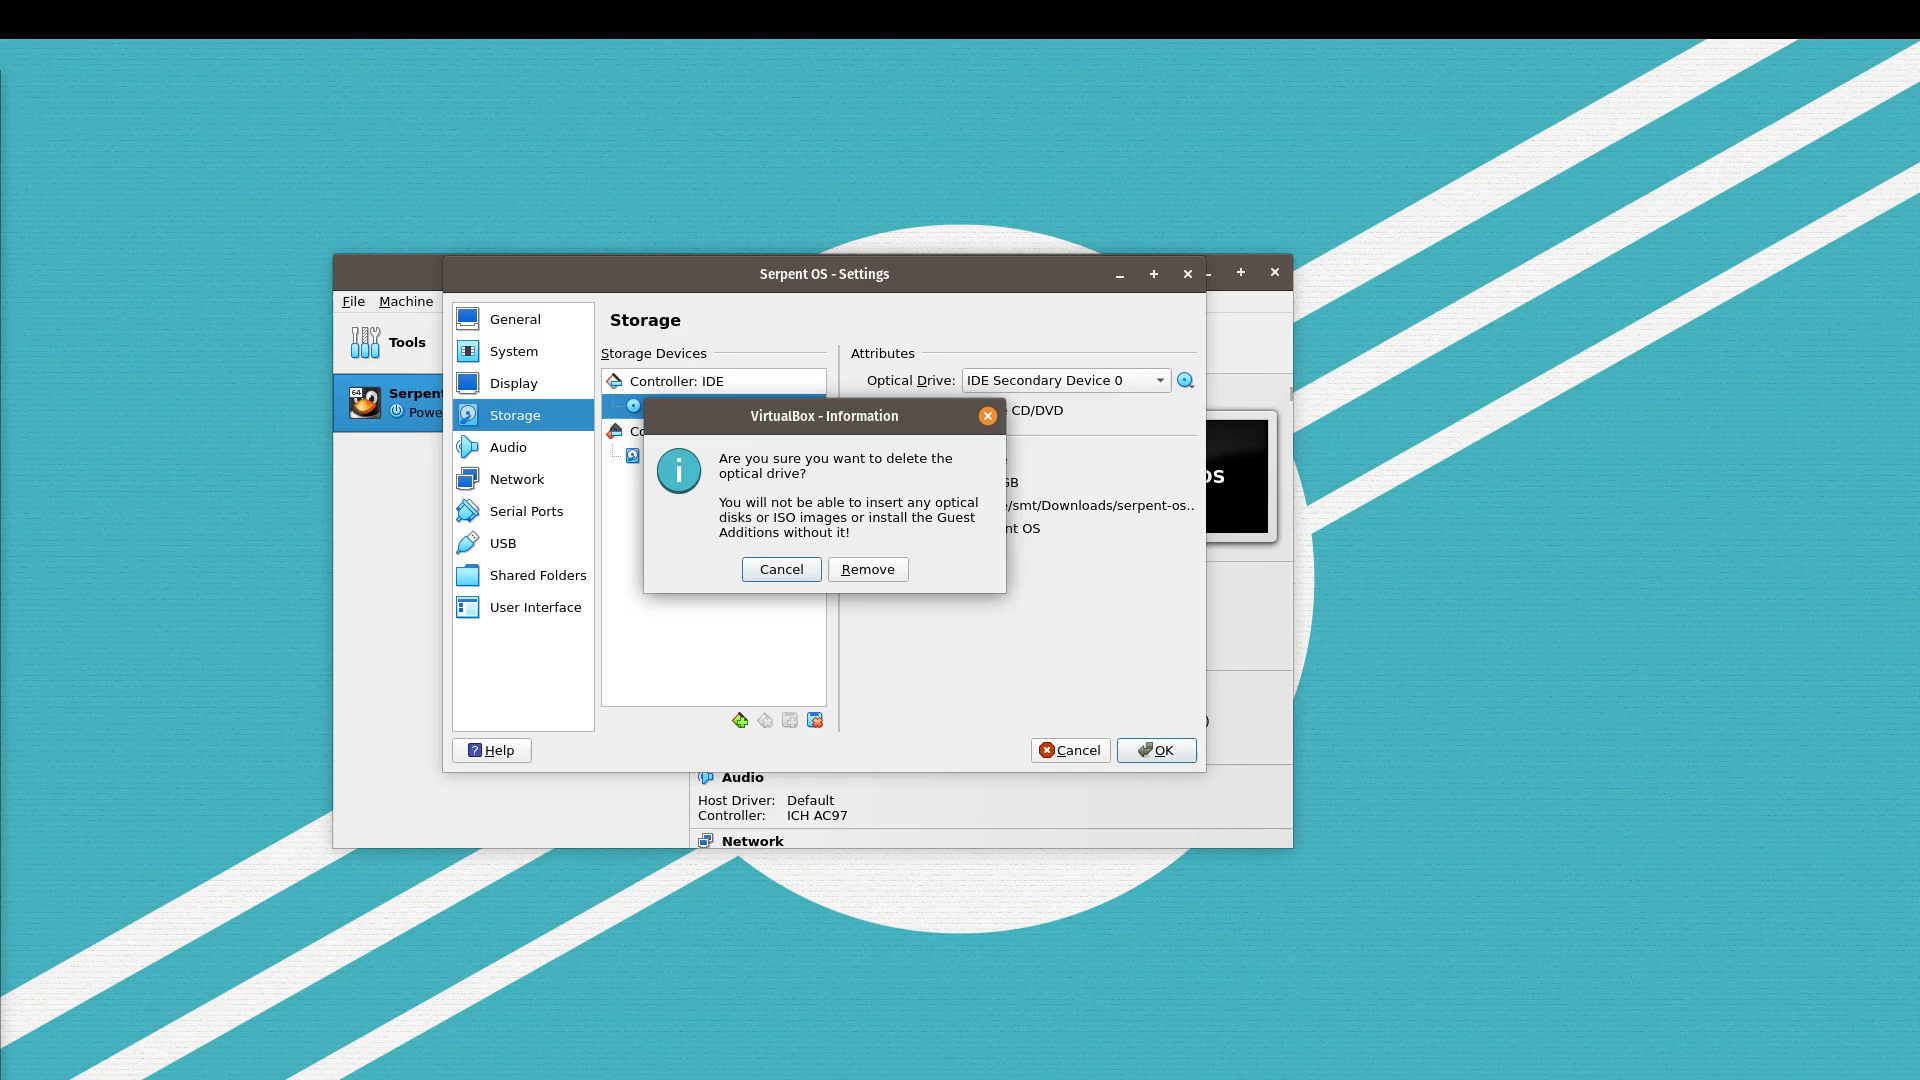 Serpent OS - Settings
File Machine
Tools
64
Serpent
Powe
General
System
Display
Storage
Audio
Network
Serial Ports
USB
Shared Folders
User Interface
Storage
Storage Devices
Controller: IDE
Co
Attributes
Optical Drive: IDE Secondary Device 0
CD/DVD
GB
/smt/Downloads/serpent-os..
nt OS
OS
VirtualBox - Information
Are you sure you want to delete the
optical drive?
You will not be able to insert any optical
disks or ISO images or install the Guest
Additions without it!
Cancel Remove
Help
Cancel OK
)
Audio
Host Driver: Default
Controller: ICH AC97
Network